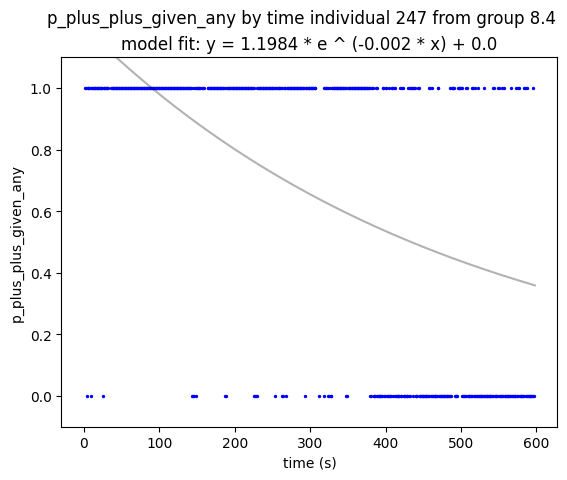 p_plus_plus_given_any by time individual 247 from group 8.4
model fit: y = 1.1984 * e ^ (-0.002 * x) + 0.0
p_plus_plus_given_any
1.0
0.8
0.6
0.4
0.2
0.0
0 100 200 300 400 500 600
time (s)